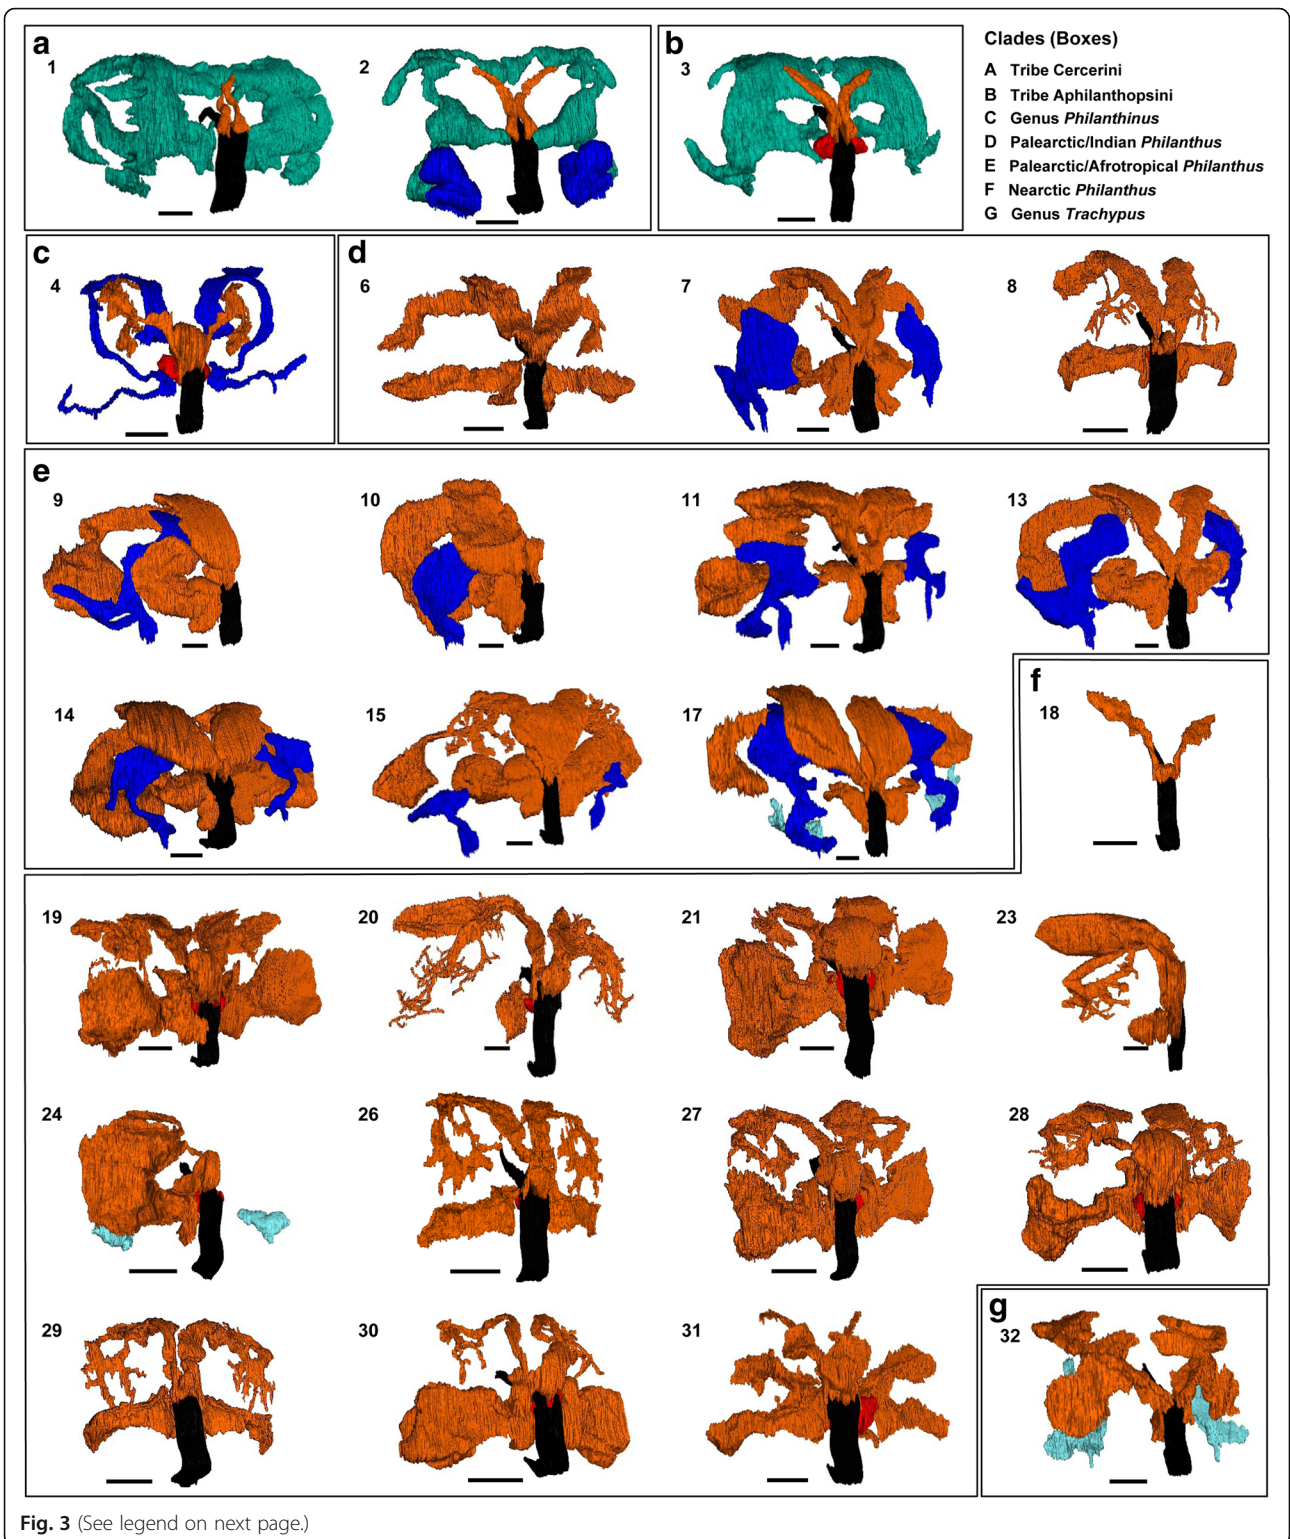 a
1
2
b
3
Clades (Boxes)
A Tribe Cercerini
B Tribe Aphilanthopsini
C Genus Philanthinus
D Palearctic/Indian Philanthus
E Palearctic/Afrotropical Philanthus
F Nearctic Philanthus
G Genus Trachypus
c
4
d
6
7
8
e
9
10
11
13
14
15
17
f
18
19
20
21
23
24
26
27
28
29
30
31
g
32
Fig. 3 (See legend on next page.)